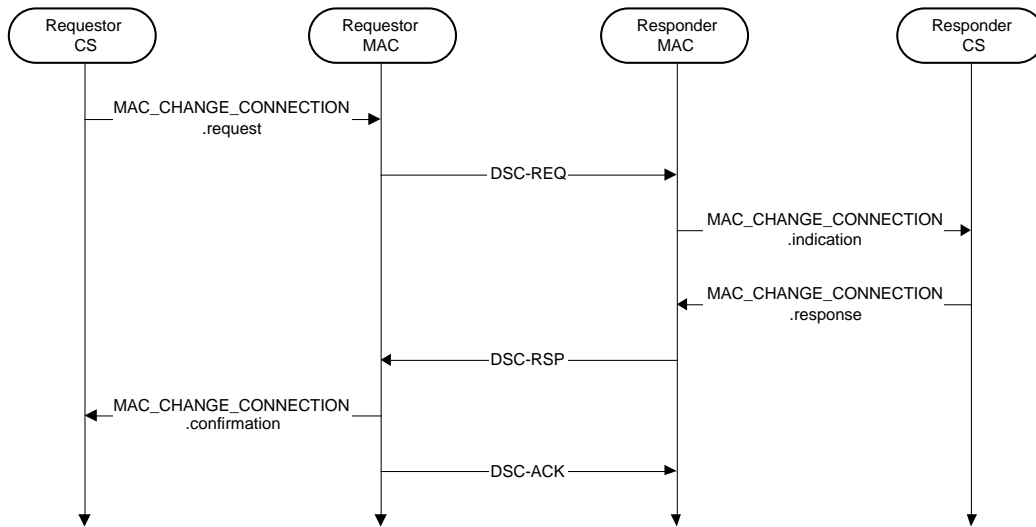 Requestor
CS
Requestor
MAC
Responder
MAC
Responder
CS
MAC_CHANGE_CONNECTION
.request
DSC-REQ
MAC_CHANGE_CONNECTION
.indication
MAC_CHANGE_CONNECTION
.response
DSC-RSP
MAC_CHANGE_CONNECTION
.confirmation
DSC-ACK